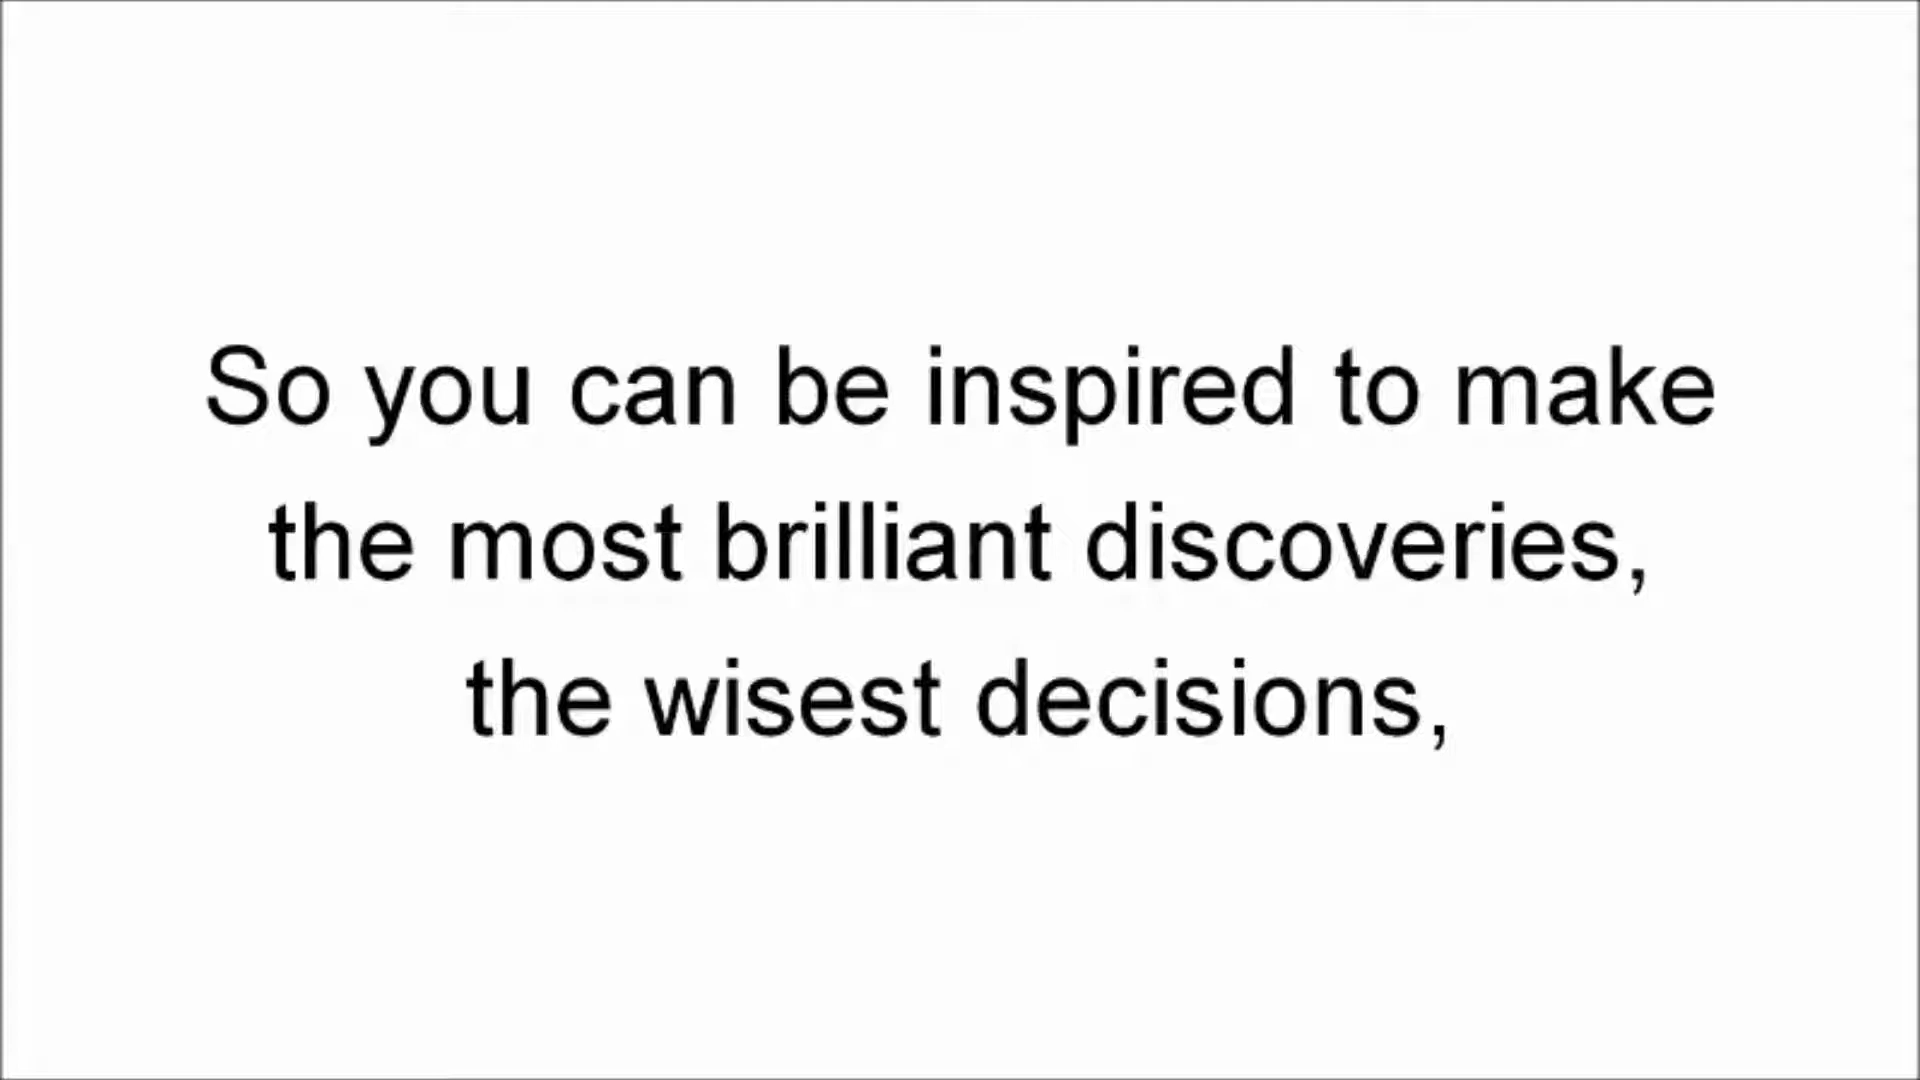 So you can be inspired to make
the most brilliant discoveries,
the wisest decisions,